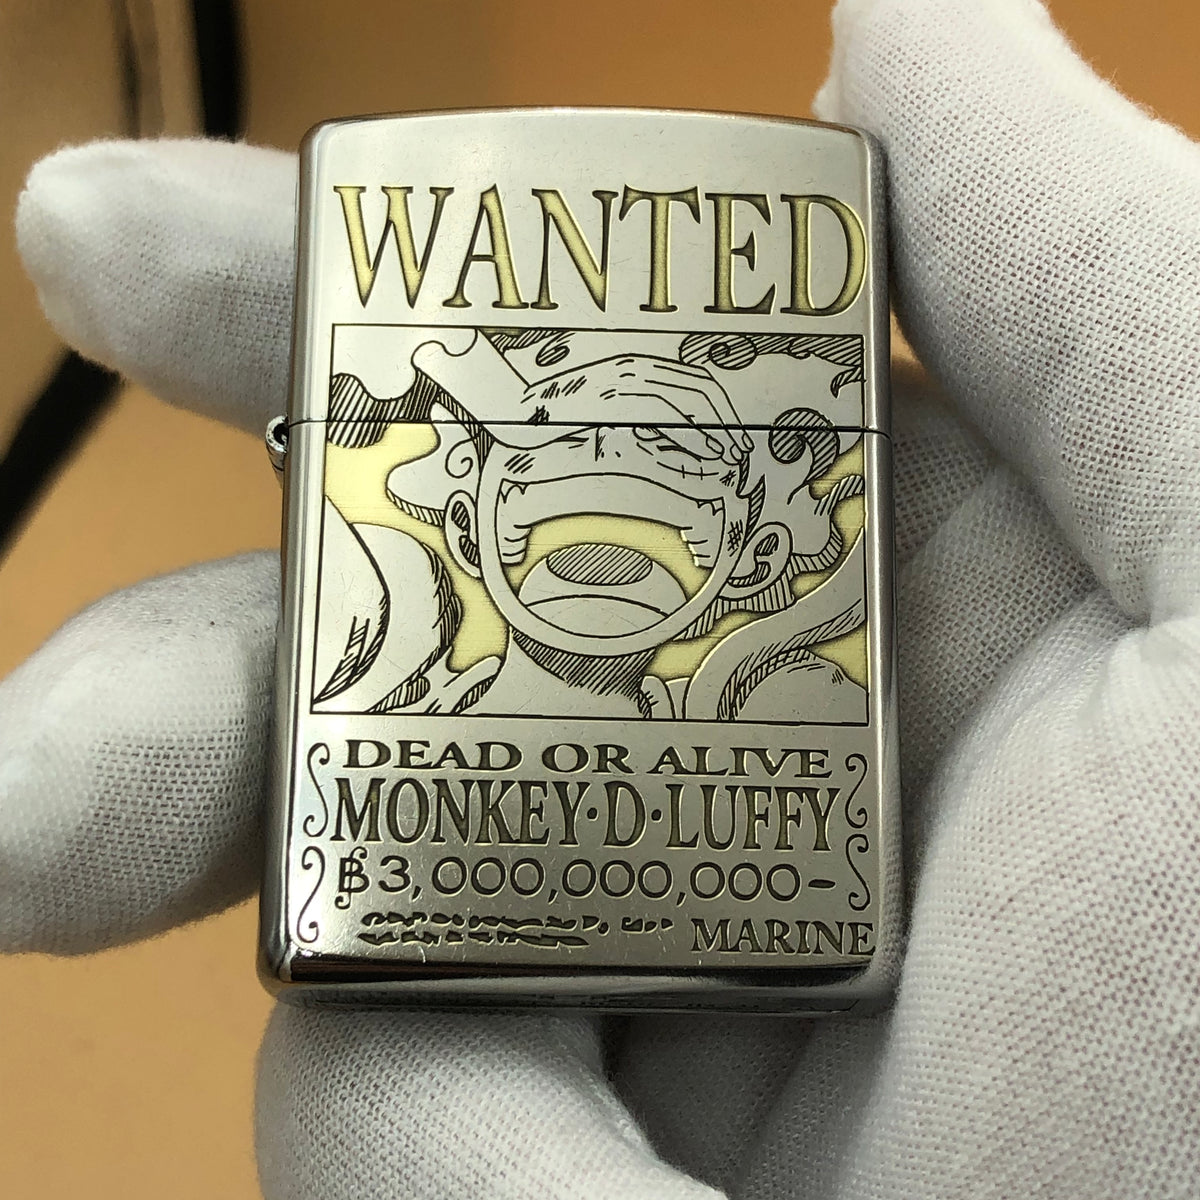 WANTED
DEAD OR ALIVE
MONKEY·D·LUFFY
฿3,000,000,000-
MARINE